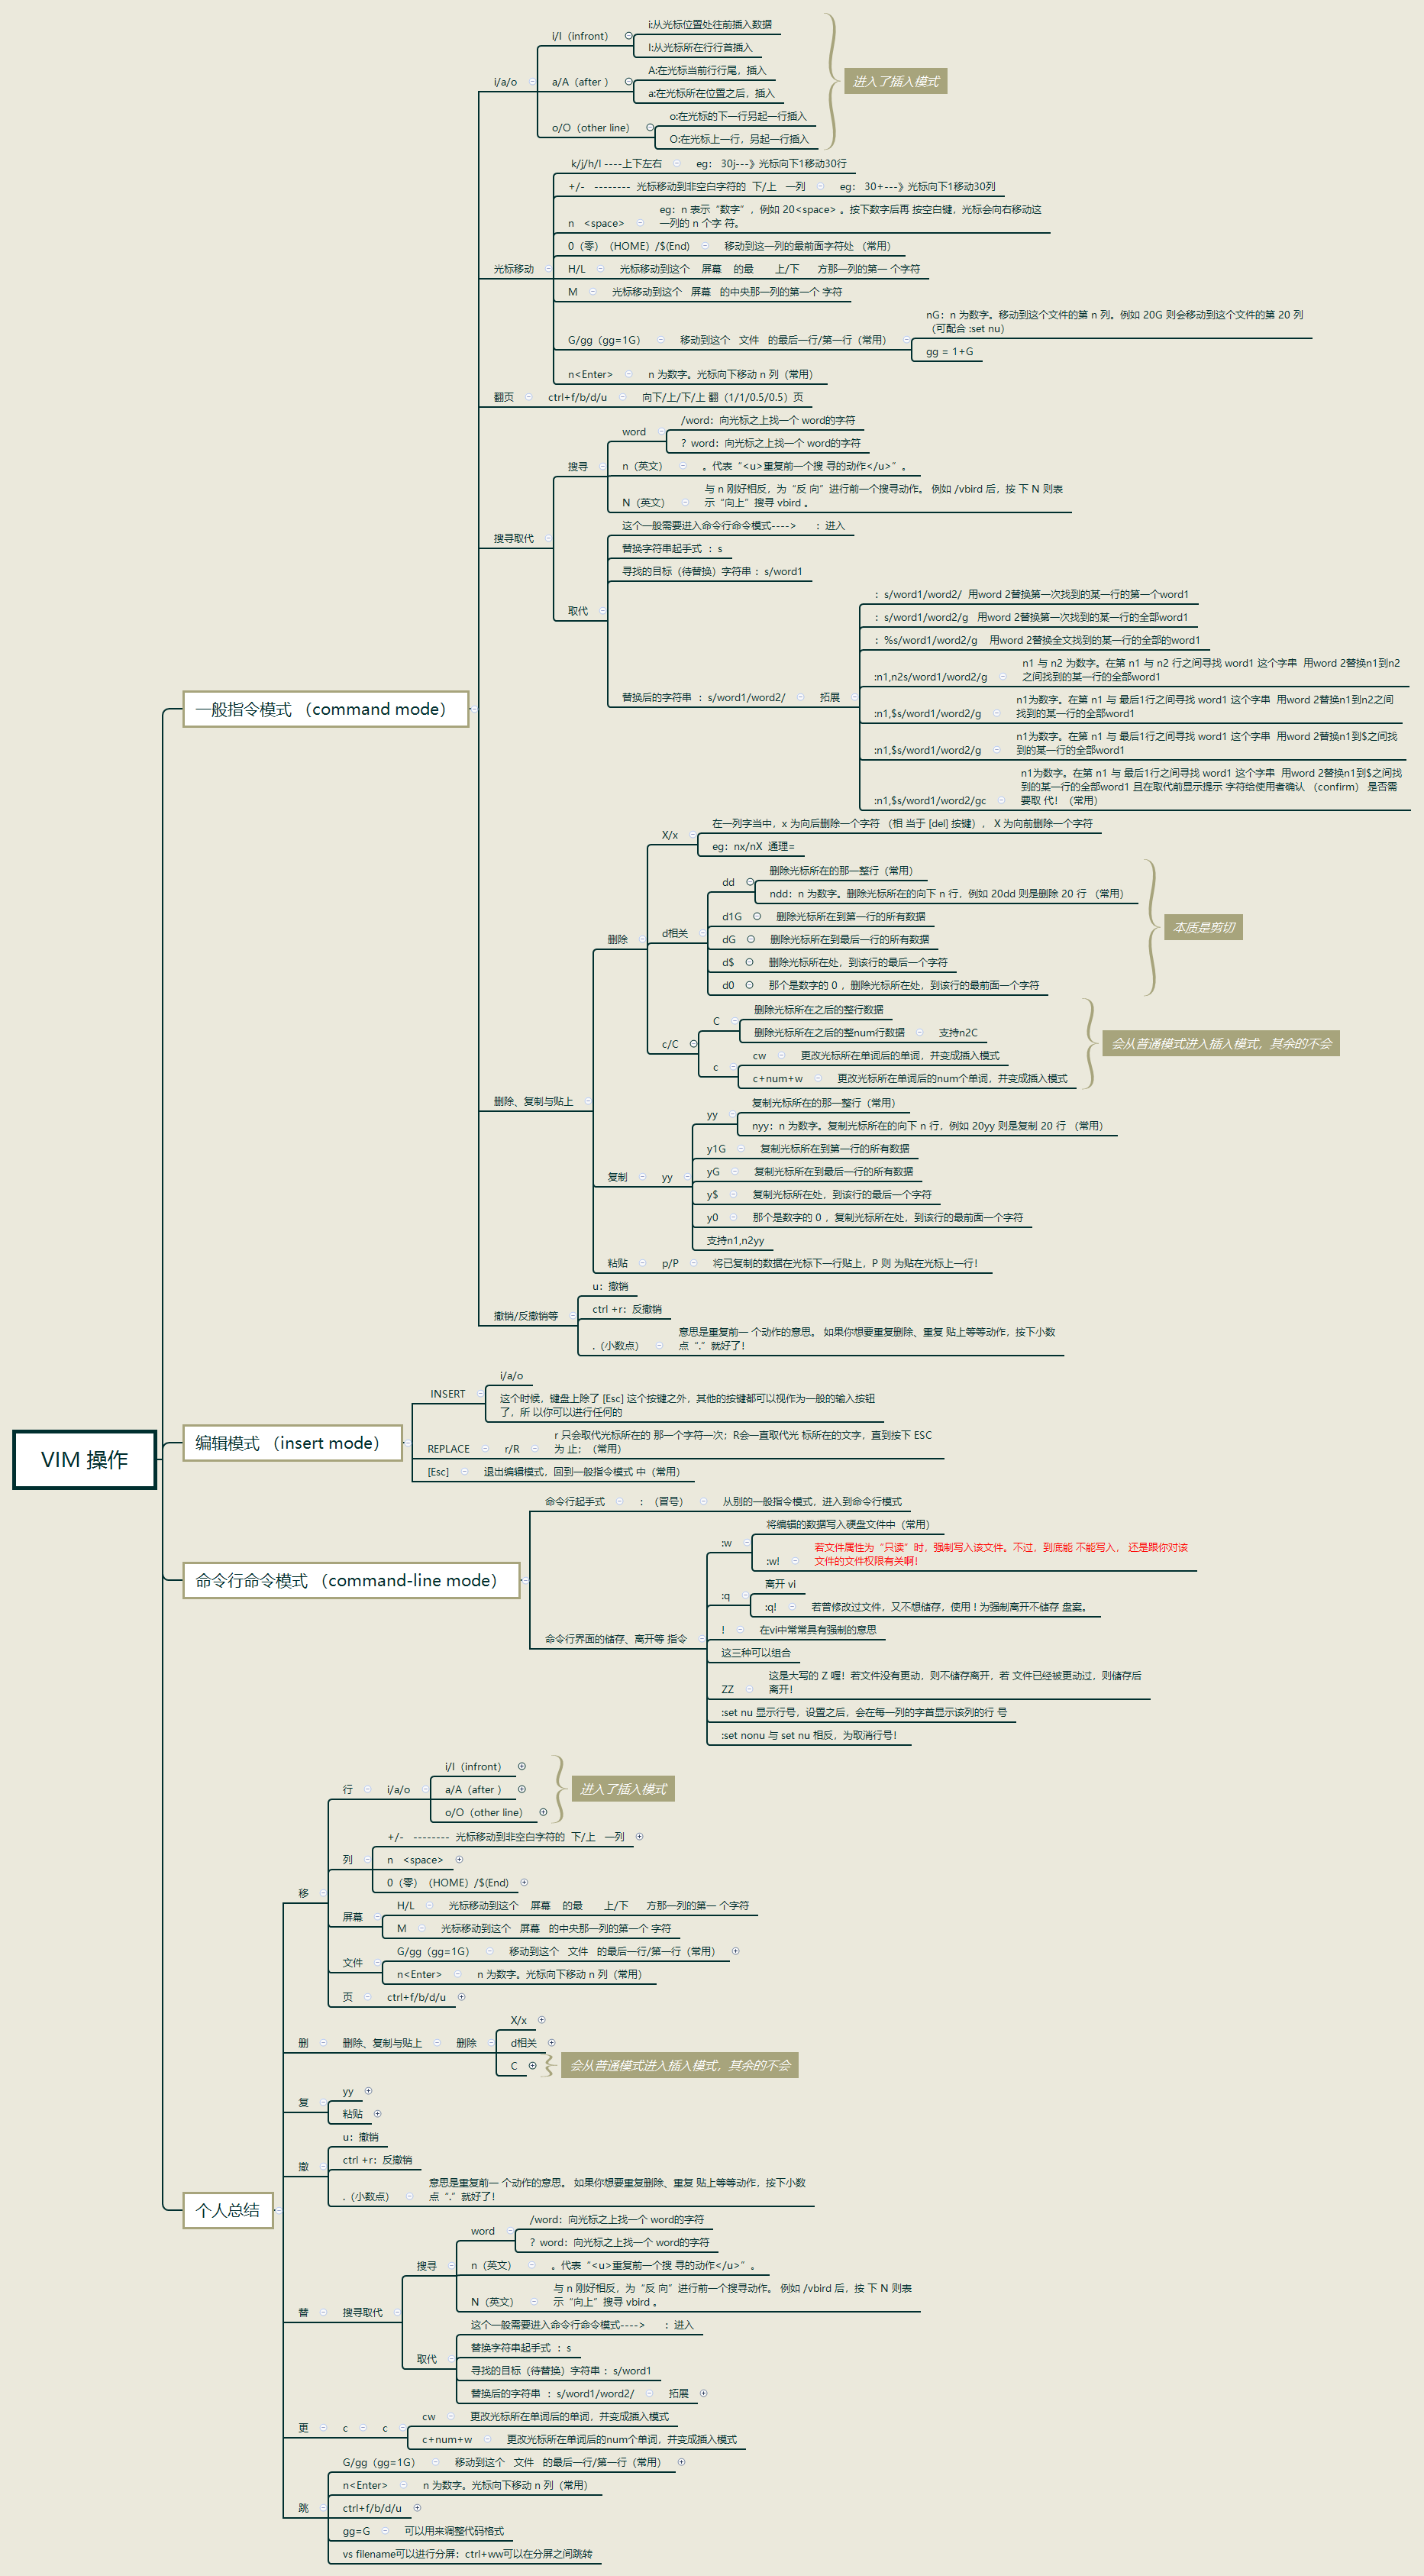 VIM 操作
一般指令模式 （command mode）
i/a/o
i/I（infront）
i:从光标位置处往前插入数据
I:从光标所在行行首插入
a/A（after ）
A:在光标当前行行尾，插入
a:在光标所在位置之后，插入
o/O（other line）
o:在光标的下一行另起一行插入
O:在光标上一行，另起一行插入
进入了插入模式
光标移动
k/j/h/l ----上下左右
eg： 30j---》光标向下1移动30行
+/- -------- 光标移动到非空白字符的 下/上 一列
eg： 30+---》光标向下1移动30列
n <space>
eg：n 表示“数字”，例如 20<space> 。按下数字后再 按空白键，光标会向右移动这
一列的 n 个字 符。
0（零）（HOME）/$(End)
移动到这一列的最前面字符处 （常用）
H/L
光标移动到这个 屏幕 的最 上/下 方那一列的第一 个字符
M
光标移动到这个 屏幕 的中央那一列的第一个 字符
G/gg（gg=1G）
移动到这个 文件 的最后一行/第一行（常用）
nG：n 为数字。移动到这个文件的第 n 列。例如 20G 则会移动到这个文件的第 20 列
（可配合 :set nu）
gg = 1+G
n<Enter>
n 为数字。光标向下移动 n 列（常用）
翻页
ctrl+f/b/d/u
向下/上/下/上 翻（1/1/0.5/0.5）页
搜寻取代
搜寻
word
/word：向光标之上找一个 word的字符
？word：向光标之上找一个 word的字符
n（英文）
。代表“<u>重复前一个搜 寻的动作</u>”。
N（英文）
与 n 刚好相反，为“反 向”进行前一个搜寻动作。 例如 /vbird 后，按 下 N 则表
示“向上”搜寻 vbird 。
取代
这个一般需要进入命令行命令模式----> ：进入
替换字符串起手式 ：s
寻找的目标（待替换）字符串 ：s/word1
替换后的字符串 ：s/word1/word2/
拓展
：s/word1/word2/ 用word 2替换第一次找到的某一行的第一个word1
：s/word1/word2/g 用word 2替换第一次找到的某一行的全部word1
：%s/word1/word2/g 用word 2替换全文找到的某一行的全部的word1
:n1,n2s/word1/word2/g
n1 与 n2 为数字。在第 n1 与 n2 行之间寻找 word1 这个字串 用word 2替换n1到n2
之间找到的某一行的全部word1
:n1,$s/word1/word2/g
n1为数字。在第 n1 与 最后1行之间寻找 word1 这个字串 用word 2替换n1到n2之间
找到的某一行的全部word1
:n1,$s/word1/word2/g
n1为数字。在第 n1 与 最后1行之间寻找 word1 这个字串 用word 2替换n1到$之间找
到的某一行的全部word1
:n1,$s/word1/word2/gc
n1为数字。在第 n1 与 最后1行之间寻找 word1 这个字串 用word 2替换n1到$之间找
到的某一行的全部word1 且在取代前显示提示 字符给使用者确认 （confirm） 是否需
要取 代！（常用）
删除、复制与贴上
删除
X/x
在一列字当中，x 为向后删除一个字符 （相 当于 [del] 按键）， X 为向前删除一个字符
eg：nx/nX 通理=
d相关
dd
删除光标所在的那一整行（常用）
ndd：n 为数字。删除光标所在的向下 n 行，例如 20dd 则是删除 20 行 （常用）
d1G
删除光标所在到第一行的所有数据
dG
删除光标所在到最后一行的所有数据
d$
删除光标所在处，到该行的最后一个字符
d0
那个是数字的 0 ，删除光标所在处，到该行的最前面一个字符
本质是剪切
c/C
C
删除光标所在之后的整行数据
删除光标所在之后的整num行数据
支持n2C
c
cw
更改光标所在单词后的单词，并变成插入模式
c+num+w
更改光标所在单词后的num个单词，并变成插入模式
会从普通模式进入插入模式，其余的不会
复制
yy
yy
复制光标所在的那一整行（常用）
nyy：n 为数字。复制光标所在的向下 n 行，例如 20yy 则是复制 20 行 （常用）
y1G
复制光标所在到第一行的所有数据
yG
复制光标所在到最后一行的所有数据
y$
复制光标所在处，到该行的最后一个字符
y0
那个是数字的 0 ，复制光标所在处，到该行的最前面一个字符
支持n1,n2yy
粘贴
p/P
将已复制的数据在光标下一行贴上，P 则 为贴在光标上一行！
撤销/反撤销等
u：撤销
ctrl +r：反撤销
.（小数点）
意思是重复前一 个动作的意思。 如果你想要重复删除、重复 贴上等等动作，按下小数
点“.”就好了！
编辑模式 （insert mode）
INSERT
i/a/o
这个时候，键盘上除了 [Esc] 这个按键之外，其他的按键都可以视作为一般的输入按钮
了，所 以你可以进行任何的
REPLACE
r/R
r 只会取代光标所在的 那一个字符一次；R会一直取代光 标所在的文字，直到按下 ESC
为 止；（常用）
[Esc]
退出编辑模式，回到一般指令模式 中（常用）
命令行命令模式 （command-line mode）
命令行起手式
：（冒号）
从别的一般指令模式，进入到命令行模式
命令行界面的储存、离开等 指令
:w
将编辑的数据写入硬盘文件中（常用）
:w!
若文件属性为“只读”时，强制写入该文件。不过，到底能 不能写入， 还是跟你对该
文件的文件权限有关啊！
:q
离开 vi
:q!
若曾修改过文件，又不想储存，使用 ! 为强制离开不储存 盘案。
!
在vi中常常具有强制的意思
这三种可以组合
ZZ
这是大写的 Z 喔！若文件没有更动，则不储存离开，若 文件已经被更动过，则储存后
离开！
:set nu 显示行号，设置之后，会在每一列的字首显示该列的行 号
:set nonu 与 set nu 相反，为取消行号！
个人总结
移
行
i/a/o
i/I（infront）
a/A（after ）
o/O（other line）
进入了插入模式
列
+/- -------- 光标移动到非空白字符的 下/上 一列
n <space>
0（零）（HOME）/$(End)
屏幕
H/L
光标移动到这个 屏幕 的最 上/下 方那一列的第一 个字符
M
光标移动到这个 屏幕 的中央那一列的第一个 字符
文件
G/gg（gg=1G）
移动到这个 文件 的最后一行/第一行（常用）
n<Enter>
n 为数字。光标向下移动 n 列（常用）
页
ctrl+f/b/d/u
删
删除、复制与贴上
删除
X/x
d相关
C
会从普通模式进入插入模式，其余的不会
复
yy
粘贴
撤
u：撤销
ctrl +r：反撤销
.（小数点）
意思是重复前一 个动作的意思。 如果你想要重复删除、重复 贴上等等动作，按下小数
点“.”就好了！
替
搜寻取代
搜寻
word
/word：向光标之上找一个 word的字符
？word：向光标之上找一个 word的字符
n（英文）
。代表“<u>重复前一个搜 寻的动作</u>”。
N（英文）
与 n 刚好相反，为“反 向”进行前一个搜寻动作。 例如 /vbird 后，按 下 N 则表
示“向上”搜寻 vbird 。
取代
这个一般需要进入命令行命令模式----> ：进入
替换字符串起手式 ：s
寻找的目标（待替换）字符串 ：s/word1
替换后的字符串 ：s/word1/word2/
拓展
更
c
c
cw
更改光标所在单词后的单词，并变成插入模式
c+num+w
更改光标所在单词后的num个单词，并变成插入模式
跳
G/gg（gg=1G）
移动到这个 文件 的最后一行/第一行（常用）
n<Enter>
n 为数字。光标向下移动 n 列（常用）
ctrl+f/b/d/u
gg=G
可以用来调整代码格式
vs filename可以进行分屏：ctrl+ww可以在分屏之间跳转